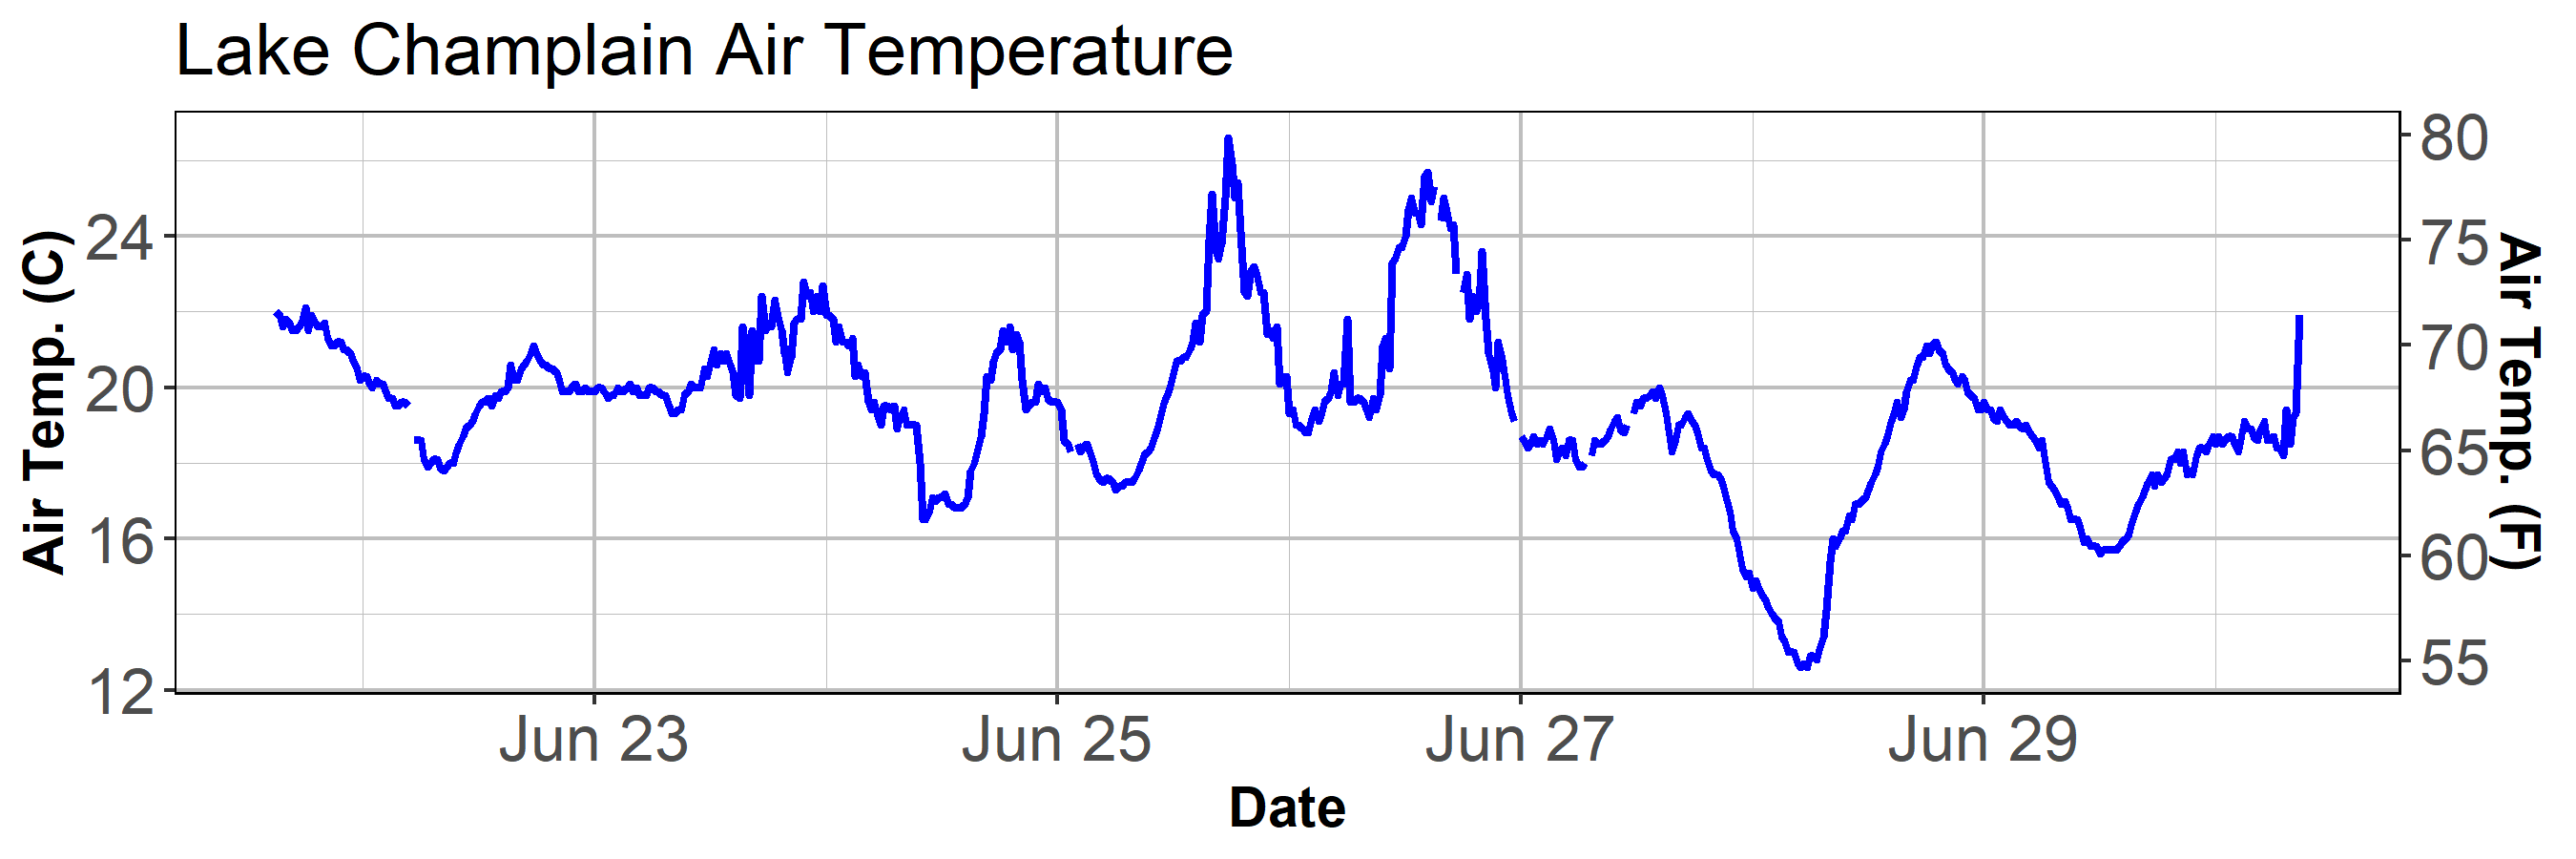 Lake Champlain Air Temperature
Air Temp. (C)
24
20
16
12
80
75
70
65
60
55
Air Temp. (F)
Jun 23
Jun 25
Jun 27
Jun 29
Date